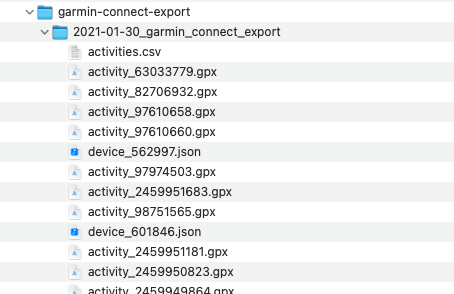 garmin-connect-export
2021-01-30_garmin_connect_export
activities.csv
activity_63033779.gpx
activity_82706932.gpx
activity_97610658.gpx
activity_97610660.gpx
device_562997.json
activity_97974503.gpx
activity_2459951683.gpx
activity_98751565.gpx
device_601846.json
activity_2459951181.gpx
activity_2459950823.gpx
activity_2459949864.gpx